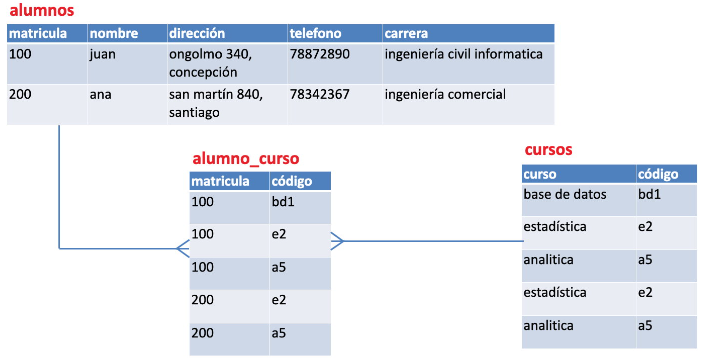 alumnos
matricula nombre dirección telefono carrera
100 juan ongolmo 340, 78872890 ingeniería civil informatica
concepción
200 ana san martín 840, 78342367 ingeniería comercial
santiago
alumno_curso
matricula código
100 bd1
100 e2
100 a5
200 e2
200 a5
cursos
curso código
base de datos bd1
estadística e2
analitica a5
estadística e2
analitica a5